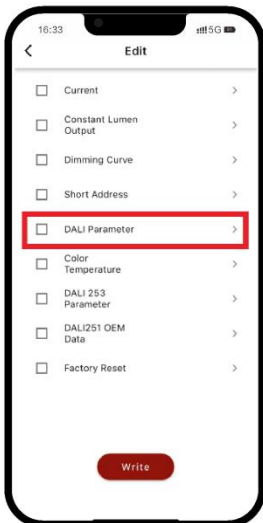 16:33
5G
Edit
Current
Constant Lumen
Output
Dimming Curve
Short Address
DALI Parameter
Color
Temperature
DALI 253
Parameter
DALI251 OEM
Data
Factory Reset
Write